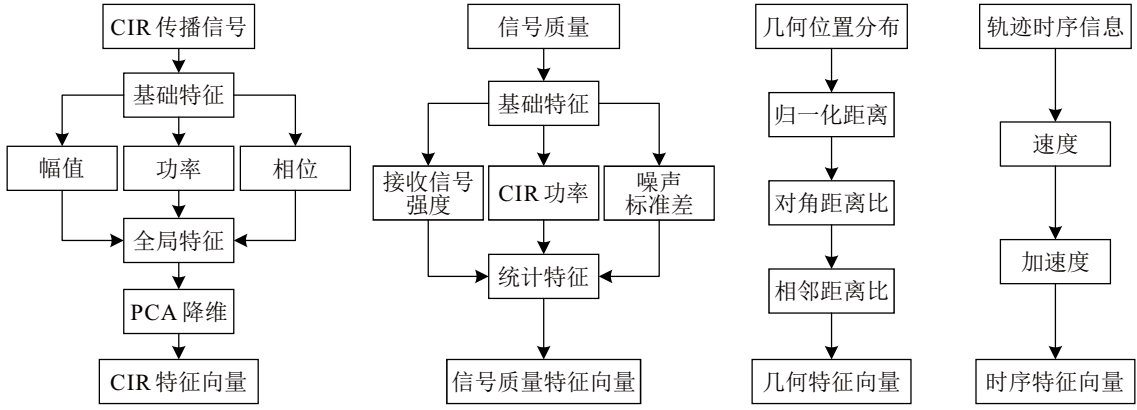 CIR 传播信号
基础特征
幅值
功率
相位
全局特征
PCA 降维
CIR 特征向量
信号质量
基础特征
接收信号
强度
CIR 功率
噪声
标准差
统计特征
信号质量特征向量
几何位置分布
归一化距离
对角距离比
相邻距离比
几何特征向量
轨迹时序信息
速度
加速度
时序特征向量